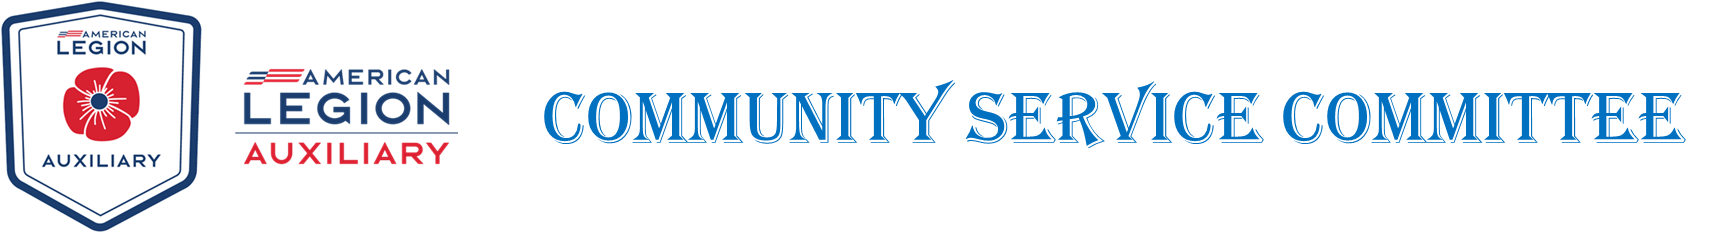 AMERICAN
LEGION
AUXILIARY
AMERICAN
LEGION
AUXILIARY
COMMUNITY SERVICE COMMITTEE